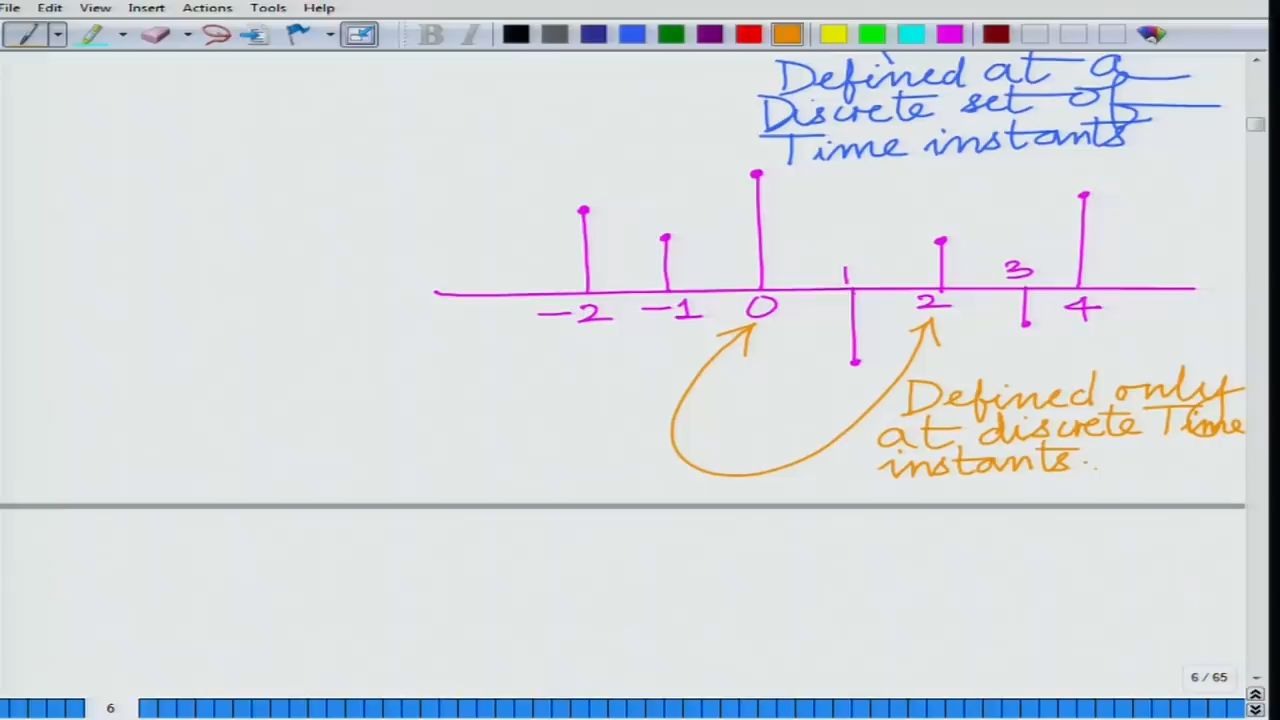 File Edit View Insert Actions Tools Help
B I
Defined at a
Discrete set of
Time instants
-2 -1 0 1 2 3 4
Defined only
at discrete Time
instants.
6 / 65
6